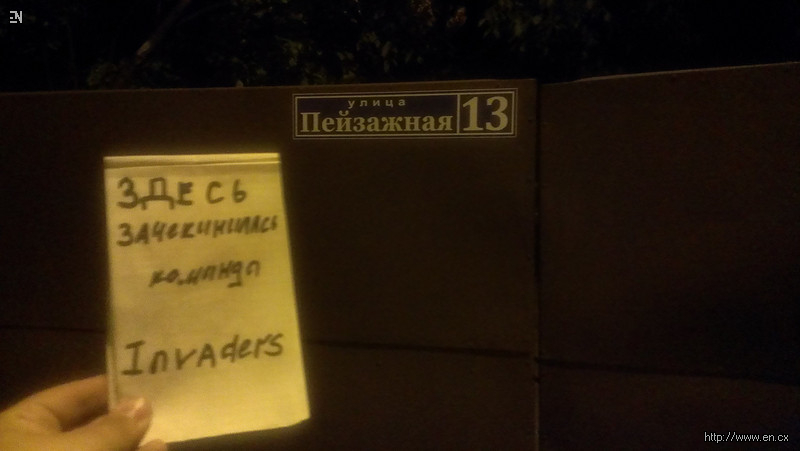 EN
улица
Пейзажная 13
ЗДЕСЬ
ЗАЧекинилась
команда
InvAders
http://www.en.cx